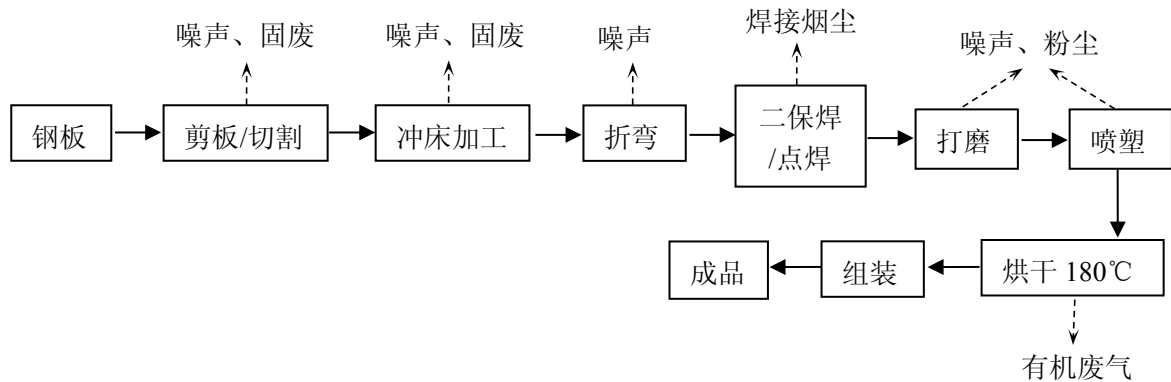 噪声、固废
噪声、固废
噪声
焊接烟尘
噪声、粉尘
钢板
剪板/切割
冲床加工
折弯
二保焊
/点焊
打磨
喷塑
成品
组装
烘干 180℃
有机废气